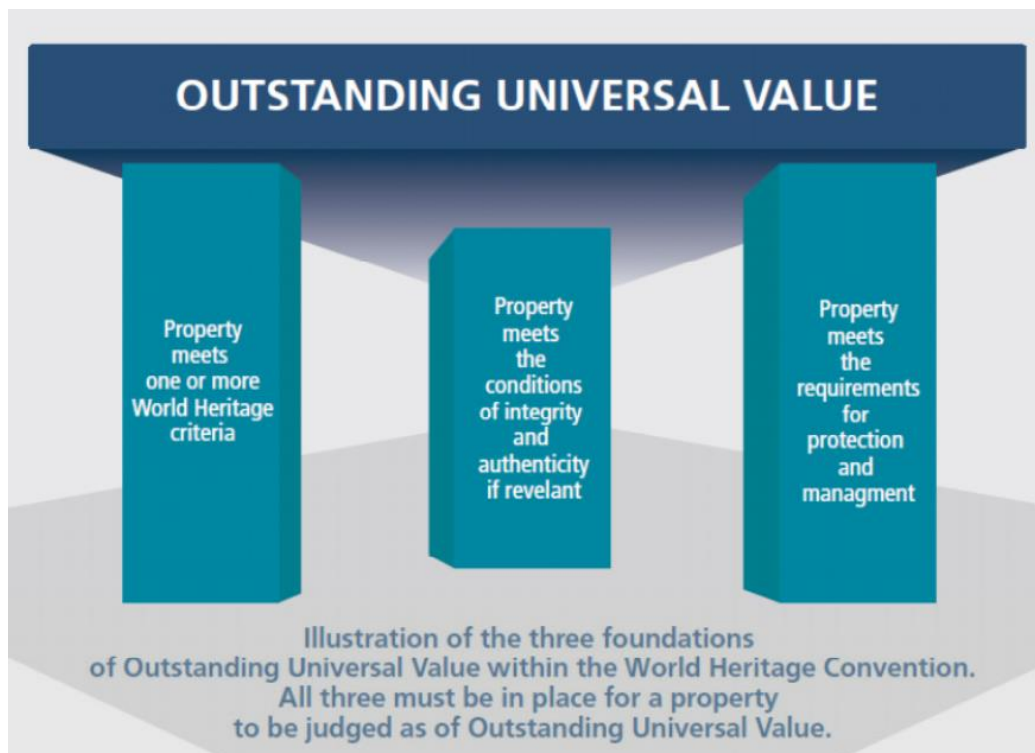 OUTSTANDING UNIVERSAL VALUE
Property
meets
one or more
World Heritage
criteria
Property
meets
the
conditions
of integrity
and
authenticity
if revelant
Property
meets
the
requirements
for
protection
and
managment
Illustration of the three foundations
of Outstanding Universal Value within the World Heritage Convention.
All three must be in place for a property
to be judged as of Outstanding Universal Value.